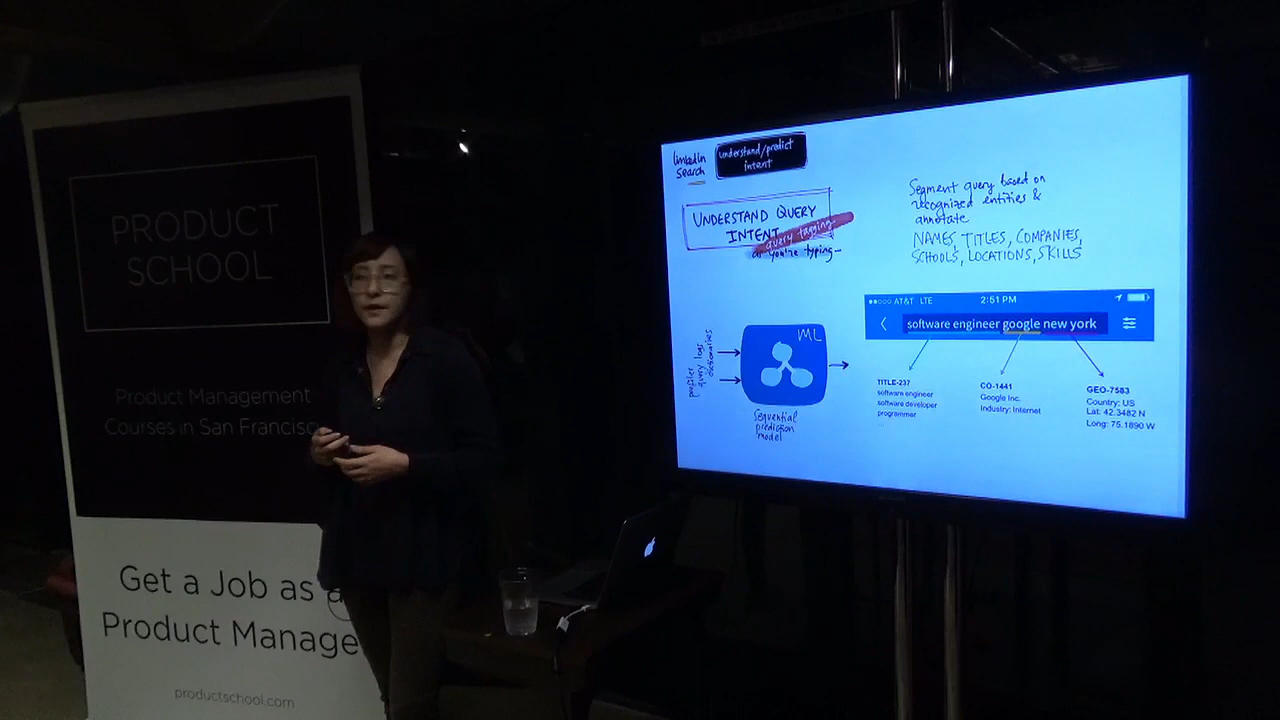 PRODUCT
SCHOOL
Product Management
Courses in San Francisco
Get a Job as a
Product Manage
productschool.com
LinkedIn
Search
understand/predict
intent
UNDERSTAND QUERY
INTENT
query tagging
as you're typing-
Segment query based on
recognized entities &
annotate
NAMES, TITLES, COMPANIES,
SCHOOLS, LOCATIONS, SKILLS
AT&T LTE
2:51 PM
software engineer google new york
profiles
query logs
dictionaries
ML
Sequential
prediction
model
TITLE-237
software engineer
software developer
programmer
...
CO-1441
Google Inc.
Industry: Internet
GEO-7583
Country: US
Lat: 42.3482 N
Long: 75.1890 W